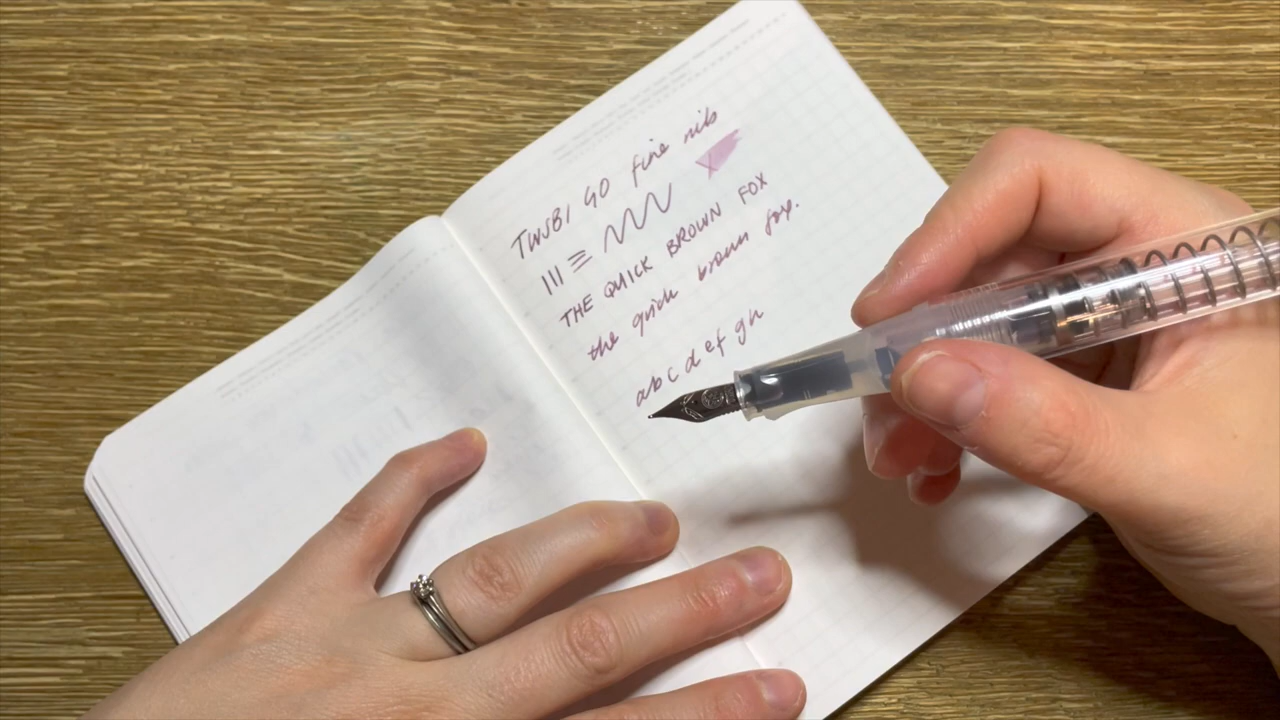 TWSBI GO fine nib
THE QUICK BROWN FOX
the quick brown fox.
abcdefgh